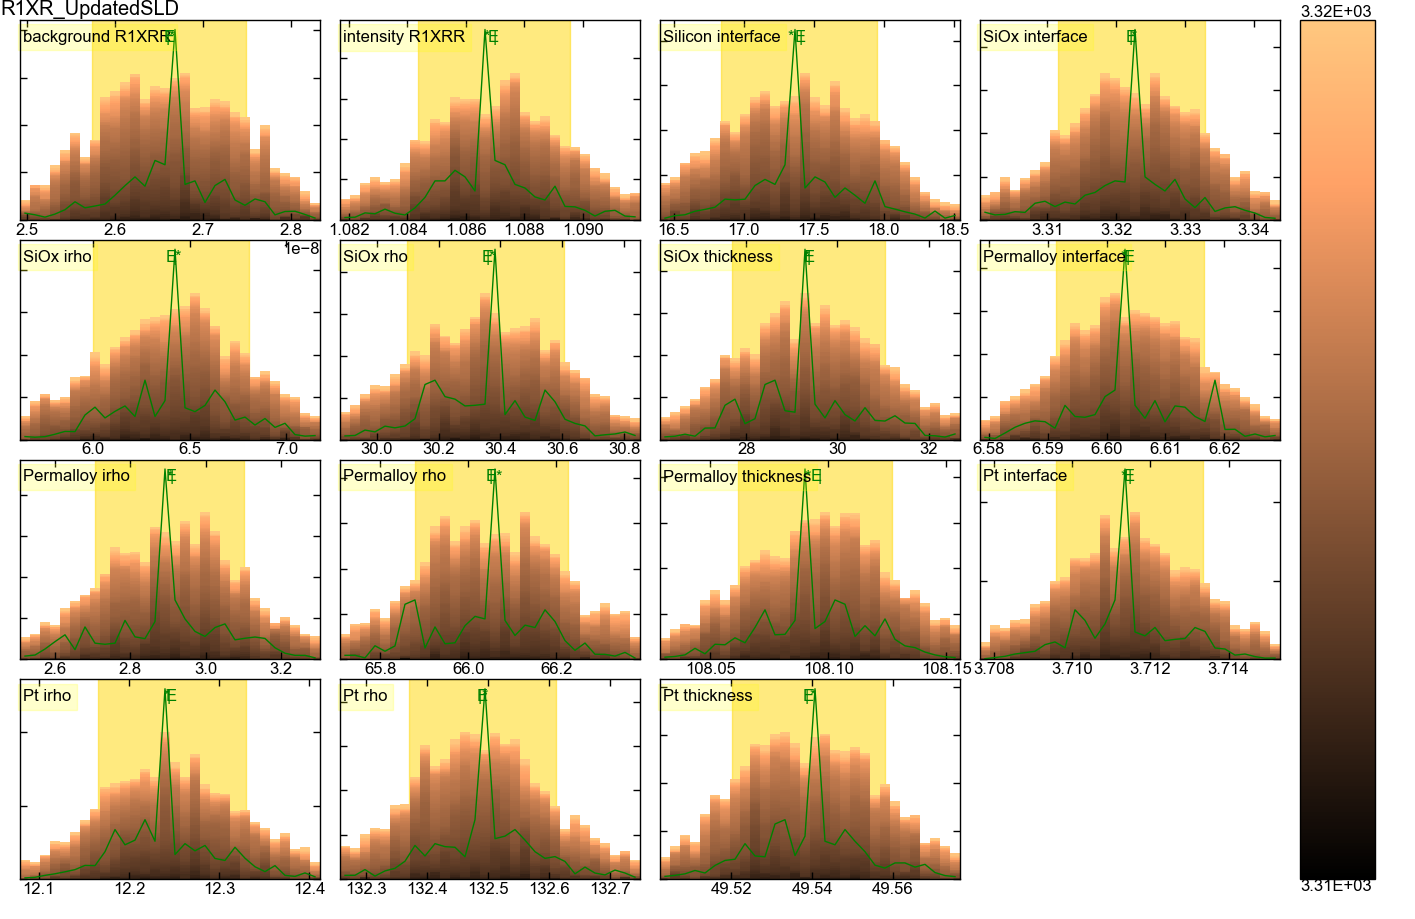 R1XR_UpdatedSLD
3.32E+03
background R1XRR
intensity R1XRR
Silicon interface
SiOx interface
2.5 2.6 2.7 2.8
1.082 1.084 1.086 1.088 1.090
16.5 17.0 17.5 18.0 18.5
3.31 3.32 3.33 3.34
1e−8
SiOx irho
SiOx rho
SiOx thickness
Permalloy interface
6.0 6.5 7.0
30.0 30.2 30.4 30.6 30.8
28 30 32
6.58 6.59 6.60 6.61 6.62
Permalloy irho
Permalloy rho
Permalloy thickness
Pt interface
2.6 2.8 3.0 3.2
65.8 66.0 66.2
108.05 108.10 108.15
3.708 3.710 3.712 3.714
Pt irho
Pt rho
Pt thickness
12.1 12.2 12.3 12.4
132.3 132.4 132.5 132.6 132.7
49.52 49.54 49.56
3.31E+03